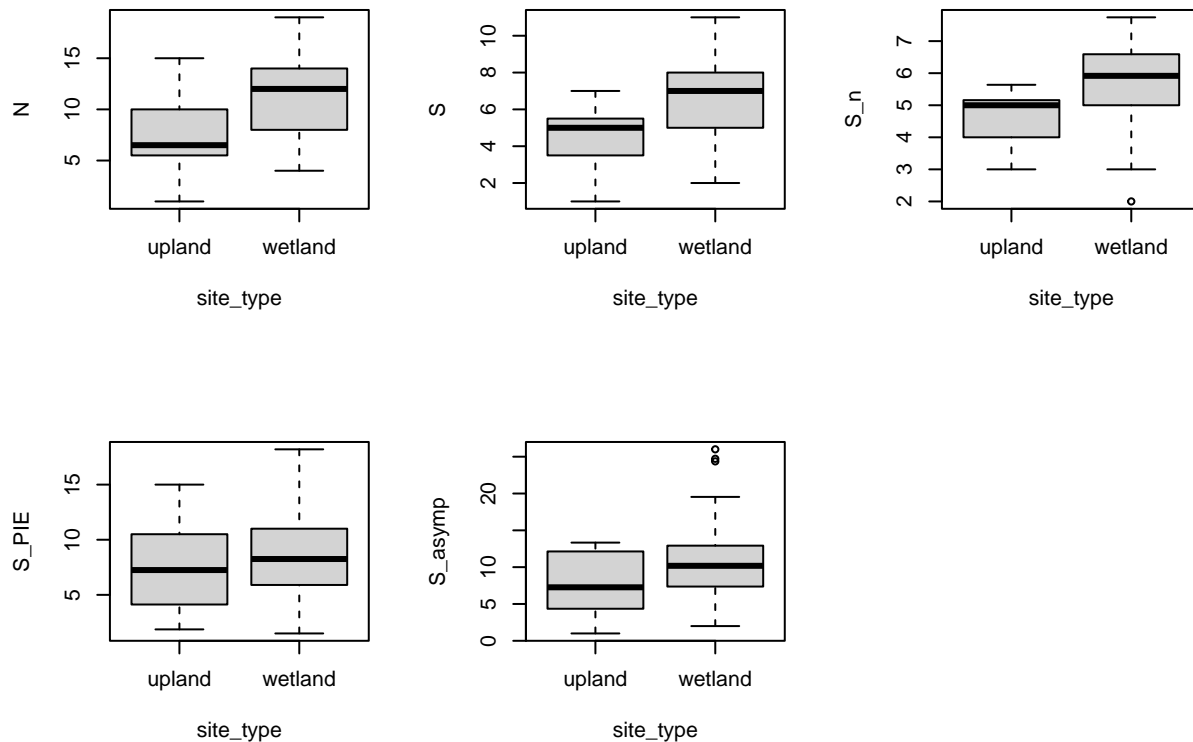 N
15
10
5
upland
wetland
site_type
S
10
8
6
4
2
upland
wetland
site_type
S_n
7
6
5
4
3
2
upland
wetland
site_type
S_PIE
15
10
5
upland
wetland
site_type
S_asymp
20
10
5
0
upland
wetland
site_type